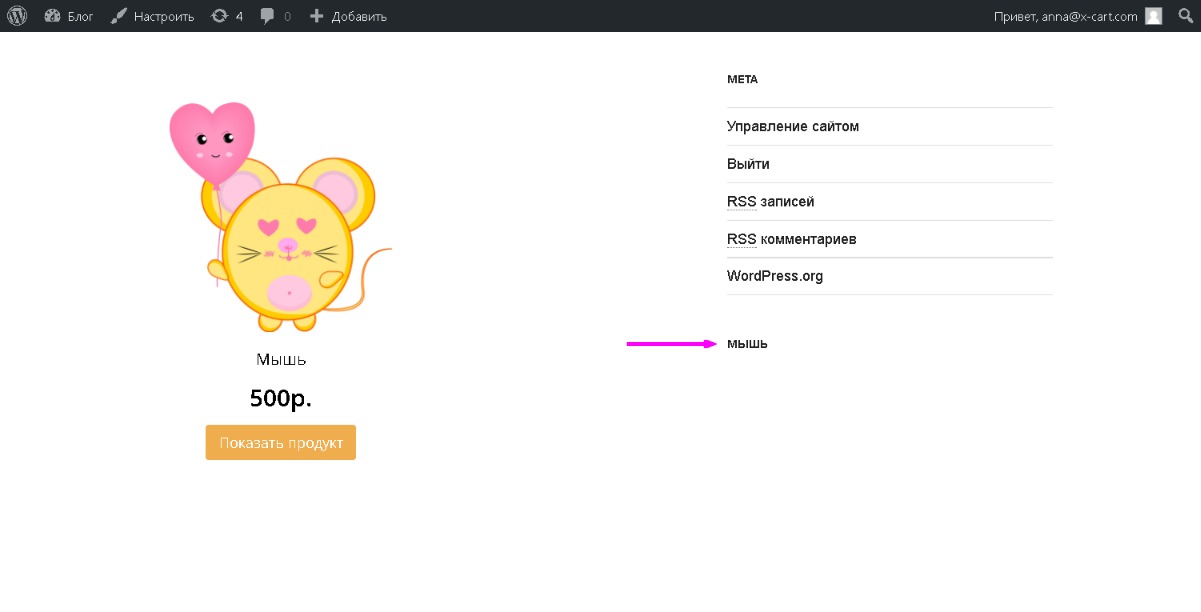 Блог Настроить 4 0 Добавить Привет, anna@x-cart.com
МЕТА
Управление сайтом
Выйти
RSS записей
RSS комментариев
WordPress.org
МЫШЬ
Мышь
500р.
Показать продукт